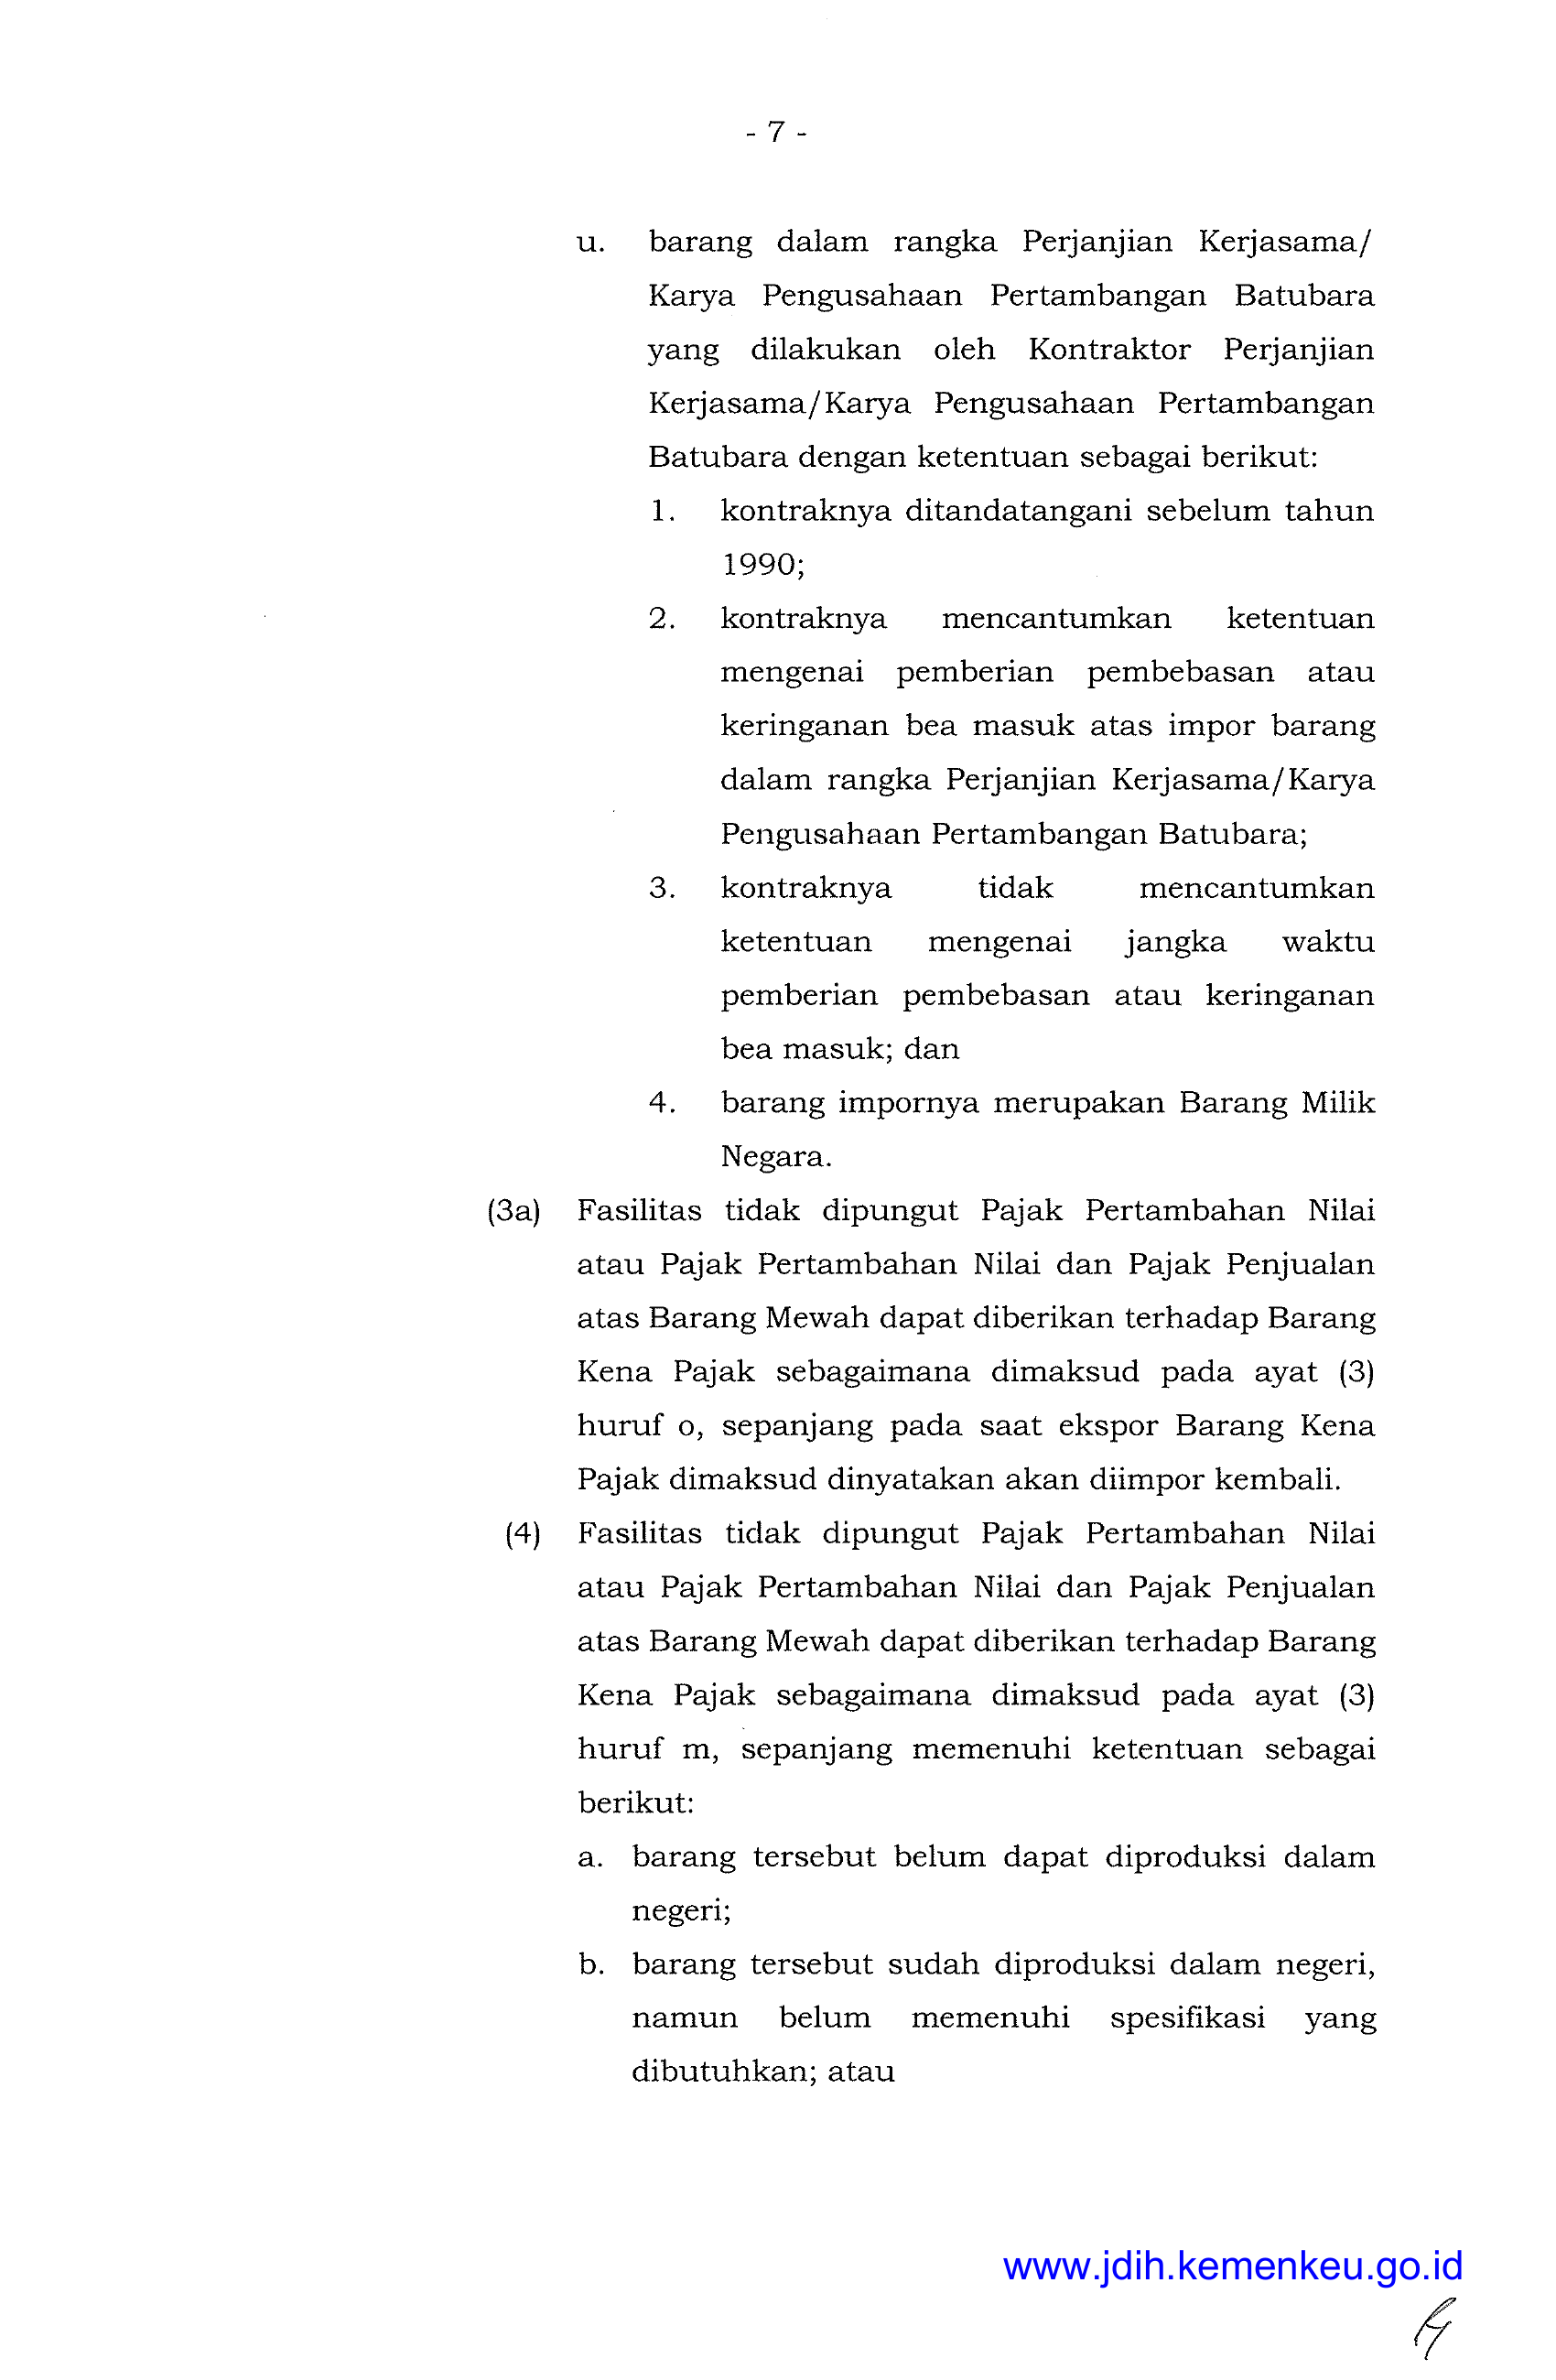 - 7 -
u. barang dalam rangka Perjanjian Kerjasama/
Karya Pengusahaan Pertambangan Batubara
yang dilakukan oleh Kontraktor Perjanjian
Kerjasama/Karya Pengusahaan Pertambangan
Batubara dengan ketentuan sebagai berikut:
1. kontraknya ditandatangani sebelum tahun
1990;
2. kontraknya mencantumkan ketentuan
mengenai pemberian pembebasan atau
keringanan bea masuk atas impor barang
dalam rangka Perjanjian Kerjasama/Karya
Pengusahaan Pertambangan Batubara;
3. kontraknya tidak mencantumkan
ketentuan mengenai jangka waktu
pemberian pembebasan atau keringanan
bea masuk; dan
4. barang impornya merupakan Barang Milik
Negara.
(3a) Fasilitas tidak dipungut Pajak Pertambahan Nilai
atau Pajak Pertambahan Nilai dan Pajak Penjualan
atas Barang Mewah dapat diberikan terhadap Barang
Kena Pajak sebagaimana dimaksud pada ayat (3)
huruf o, sepanjang pada saat ekspor Barang Kena
Pajak dimaksud dinyatakan akan diimpor kembali.
(4) Fasilitas tidak dipungut Pajak Pertambahan Nilai
atau Pajak Pertambahan Nilai dan Pajak Penjualan
atas Barang Mewah dapat diberikan terhadap Barang
Kena Pajak sebagaimana dimaksud pada ayat (3)
huruf m, sepanjang memenuhi ketentuan sebagai
berikut:
a. barang tersebut belum dapat diproduksi dalam
negeri;
b. barang tersebut sudah diproduksi dalam negeri,
namun belum memenuhi spesifikasi yang
dibutuhkan; atau
www.jdih.kemenkeu.go.id